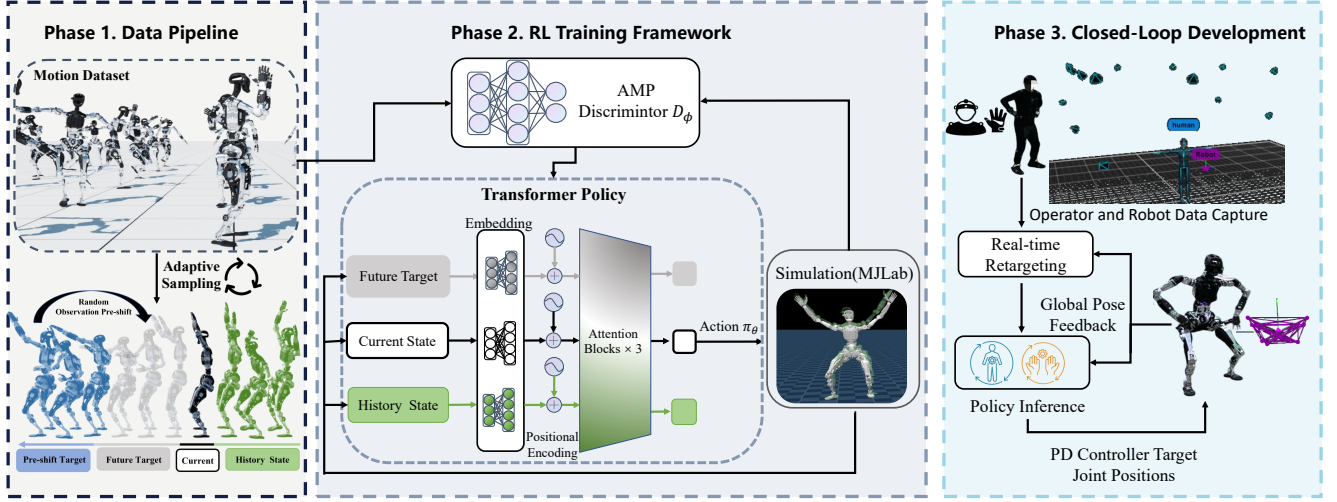 Phase 1. Data Pipeline
Motion Dataset
Adaptive
Sampling
Random
Observation Pre-shift
Pre-shift Target
Future Target
Current
History State
Phase 2. RL Training Framework
AMP
Discrimintor Dϕ
Transformer Policy
Embedding
Future Target
Current State
History State
Positional
Encoding
Attention
Blocks × 3
Action πθ
Simulation(MJLab)
Phase 3. Closed-Loop Development
human
Robot
Operator and Robot Data Capture
Real-time
Retargeting
Global Pose
Feedback
Policy Inference
PD Controller Target
Joint Positions